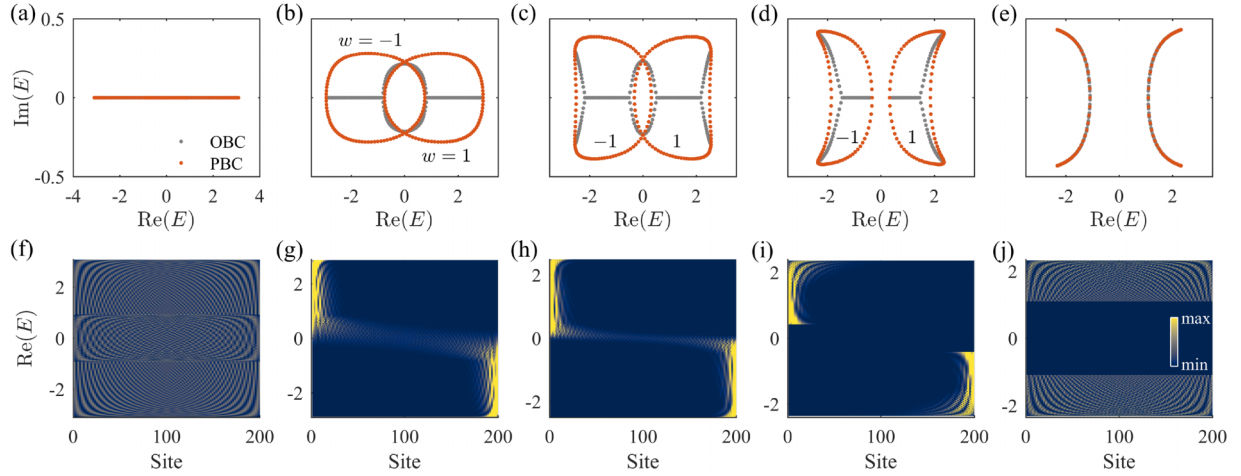 (a) (b) (c) (d) (e)
0.5
Im(E)
0
-0.5
OBC
PBC
w = −1
w = 1
−1 1
−1 1
-4 -2 0 2 4
-2 0 2
-2 0 2
-2 0 2
-2 0 2
Re(E) Re(E) Re(E) Re(E) Re(E)
(f) (g) (h) (i) (j)
Re(E)
2
0
-2
2
0
-2
2
0
-2
2
0
-2
2
0
-2
max
min
0 100 200
0 100 200
0 100 200
0 100 200
0 100 200
Site Site Site Site Site